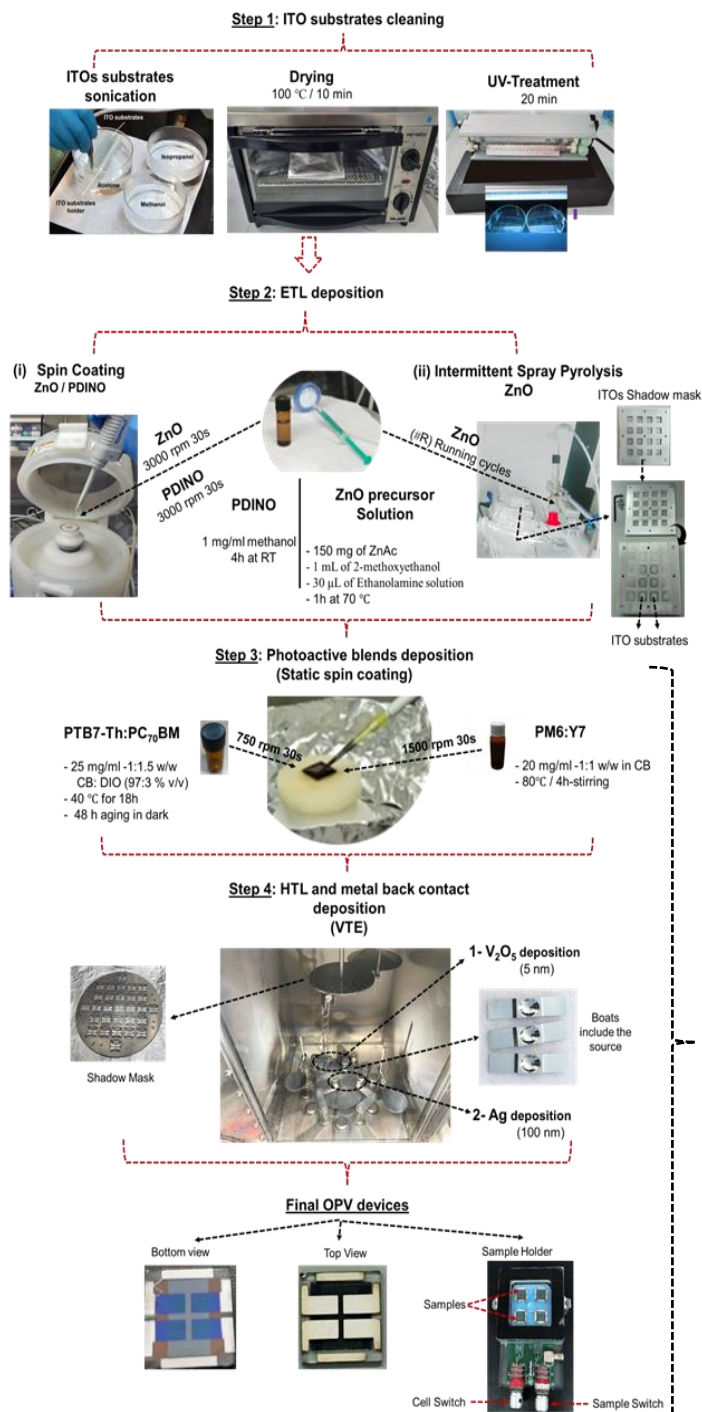 Step 1: ITO substrates cleaning
ITOs substrates
sonication
Drying
100 °C / 10 min
UV-Treatment
20 min
ITO substrates
Isopropanol
Acetone
ITO substrates
holder
Methanol
Step 2: ETL deposition
(i) Spin Coating
ZnO / PDINO
(ii) Intermittent Spray Pyrolysis
ZnO
ITOs Shadow mask
ZnO
3000 rpm 30s
PDINO
3000 rpm 30s
ZnO
(#R) Running cycles
PDINO
1 mg/ml methanol
4h at RT
ZnO precursor
Solution
- 150 mg of ZnAc
- 1 mL of 2-methoxyethanol
- 30 µL of Ethanolamine solution
- 1h at 70 °C
ITO substrates
Step 3: Photoactive blends deposition
(Static spin coating)
PTB7-Th:PC₇₀BM
- 25 mg/ml -1:1.5 w/w
CB: DIO (97:3 % v/v)
- 40 °C for 18h
- 48 h aging in dark
750 rpm 30s
1500 rpm 30s
PM6:Y7
- 20 mg/ml -1:1 w/w in CB
- 80°C / 4h-stirring
Step 4: HTL and metal back contact
deposition
(VTE)
1- V₂O₅ deposition
(5 nm)
Boats
include the
source
Shadow Mask
2- Ag deposition
(100 nm)
Final OPV devices
Bottom view
Top View
Sample Holder
Samples
Cell Switch
Sample Switch